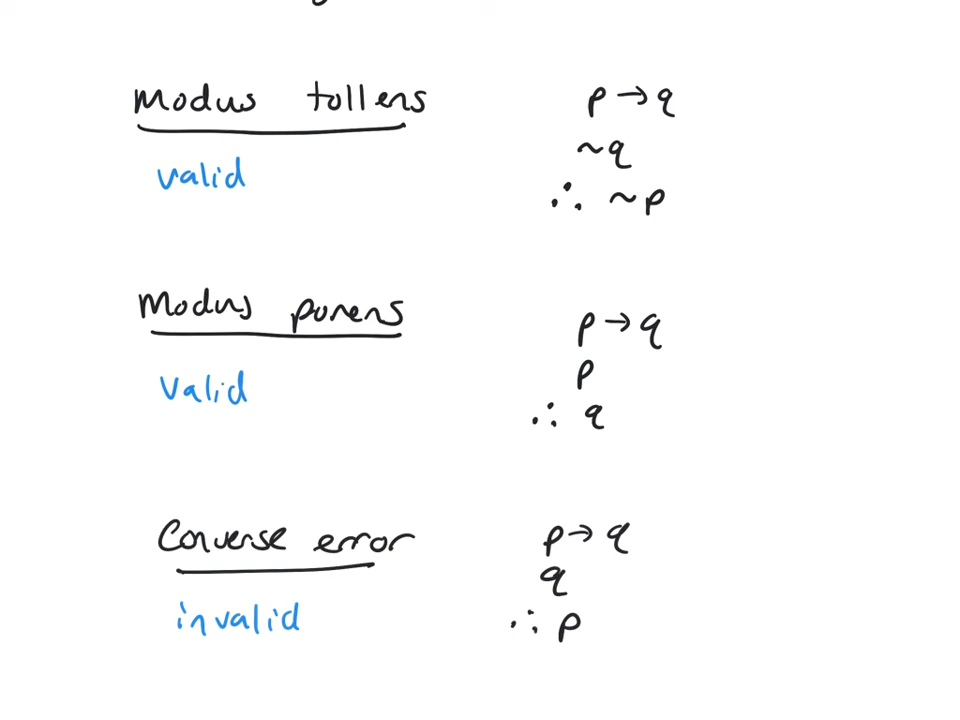 Modus tollens p → q
valid ~q
∴ ~p
Modus ponens p → q
valid p
∴ q
Converse error p → q
invalid q
∴ p